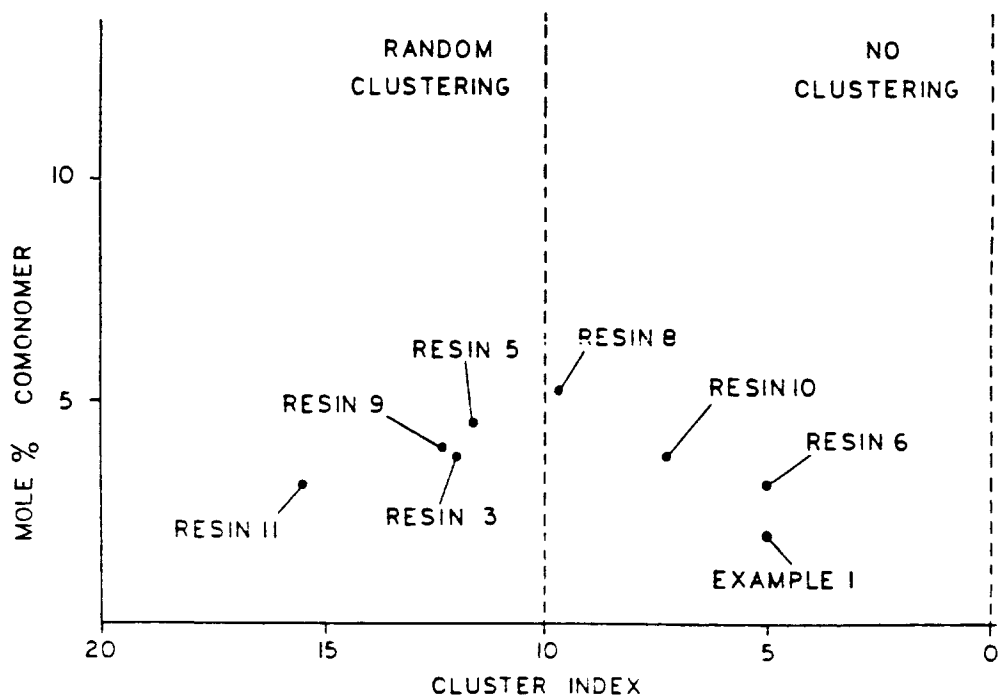 RANDOM
CLUSTERING
NO
CLUSTERING
10
MOLE % COMONOMER
RESIN 8
RESIN 5
RESIN 10
5
RESIN 9
RESIN 6
RESIN 3
RESIN 11
EXAMPLE 1
20
15
10
5
0
CLUSTER INDEX